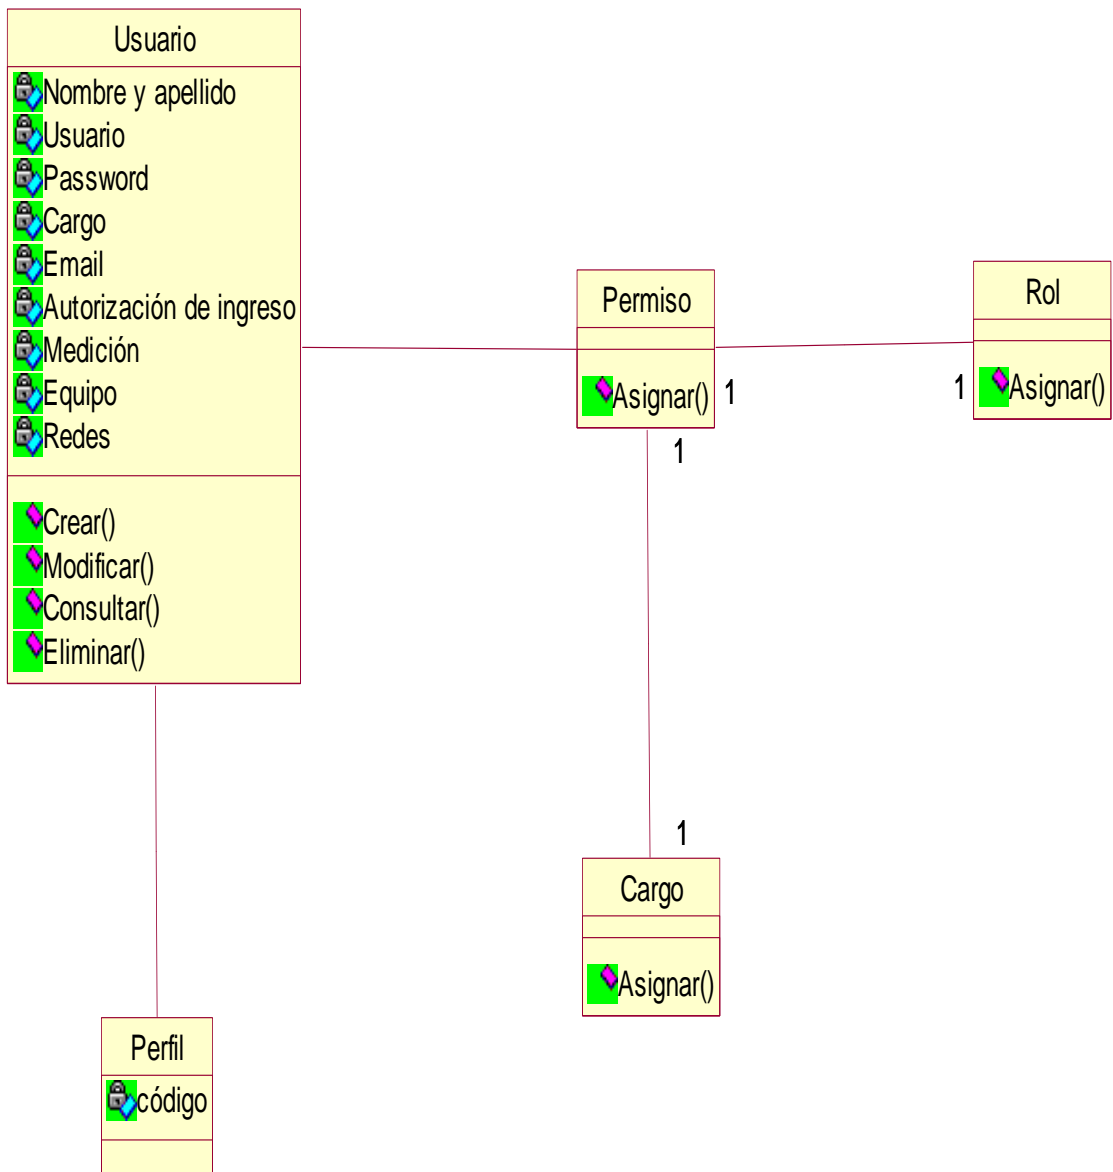 Usuario
Nombre y apellido
Usuario
Password
Cargo
Email
Autorización de ingreso
Medición
Equipo
Redes
Crear()
Modificar()
Consultar()
Eliminar()
Permiso
Asignar()
1
1
Rol
Asignar()
1
1
Cargo
Asignar()
Perfil
código